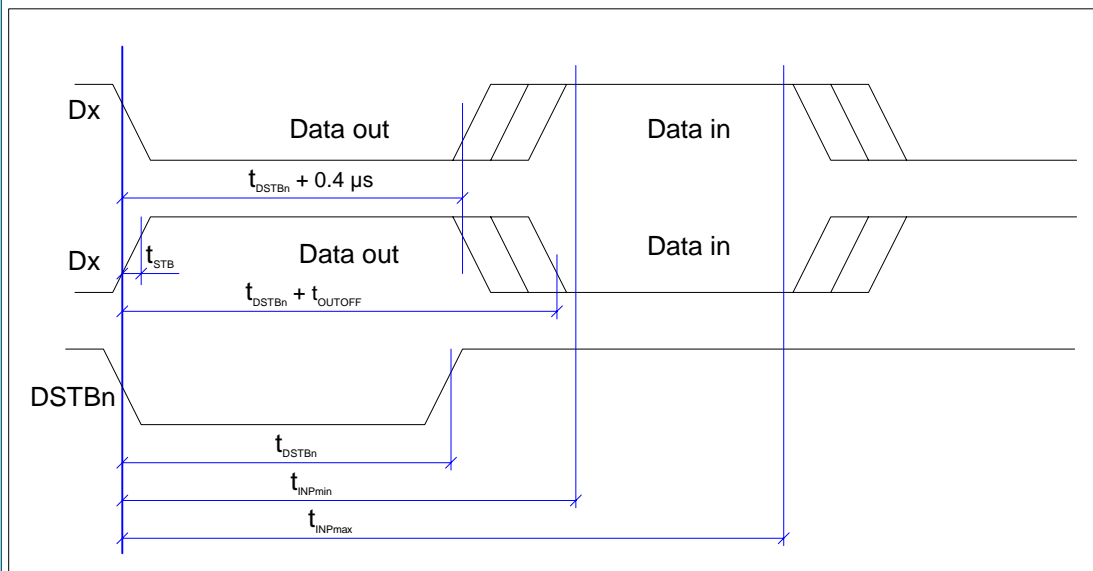 Dx
Data out
Data in
tDSTBn + 0.4 µs
Dx
tSTB
Data out
Data in
tDSTBn + tOUTOFF
DSTBn
tDSTBn
tINPmin
tINPmax